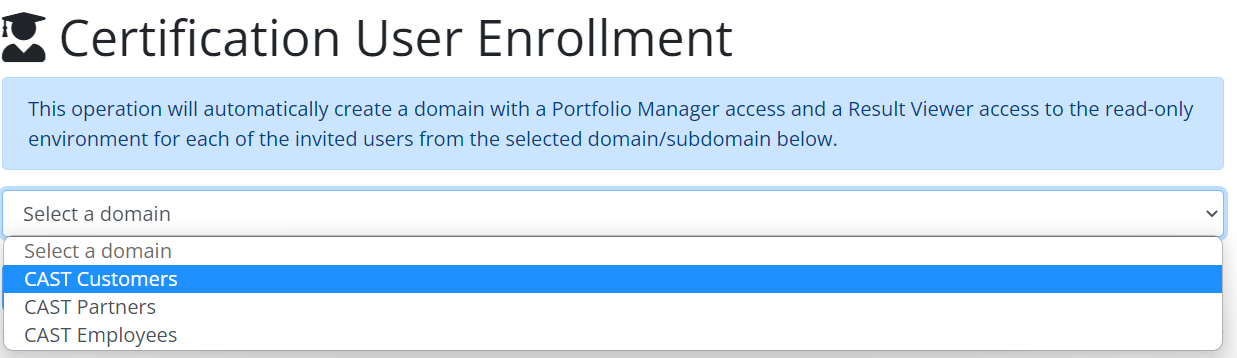 Certification User Enrollment
This operation will automatically create a domain with a Portfolio Manager access and a Result Viewer access to the read-only
environment for each of the invited users from the selected domain/subdomain below.
Select a domain
Select a domain
CAST Customers
CAST Partners
CAST Employees